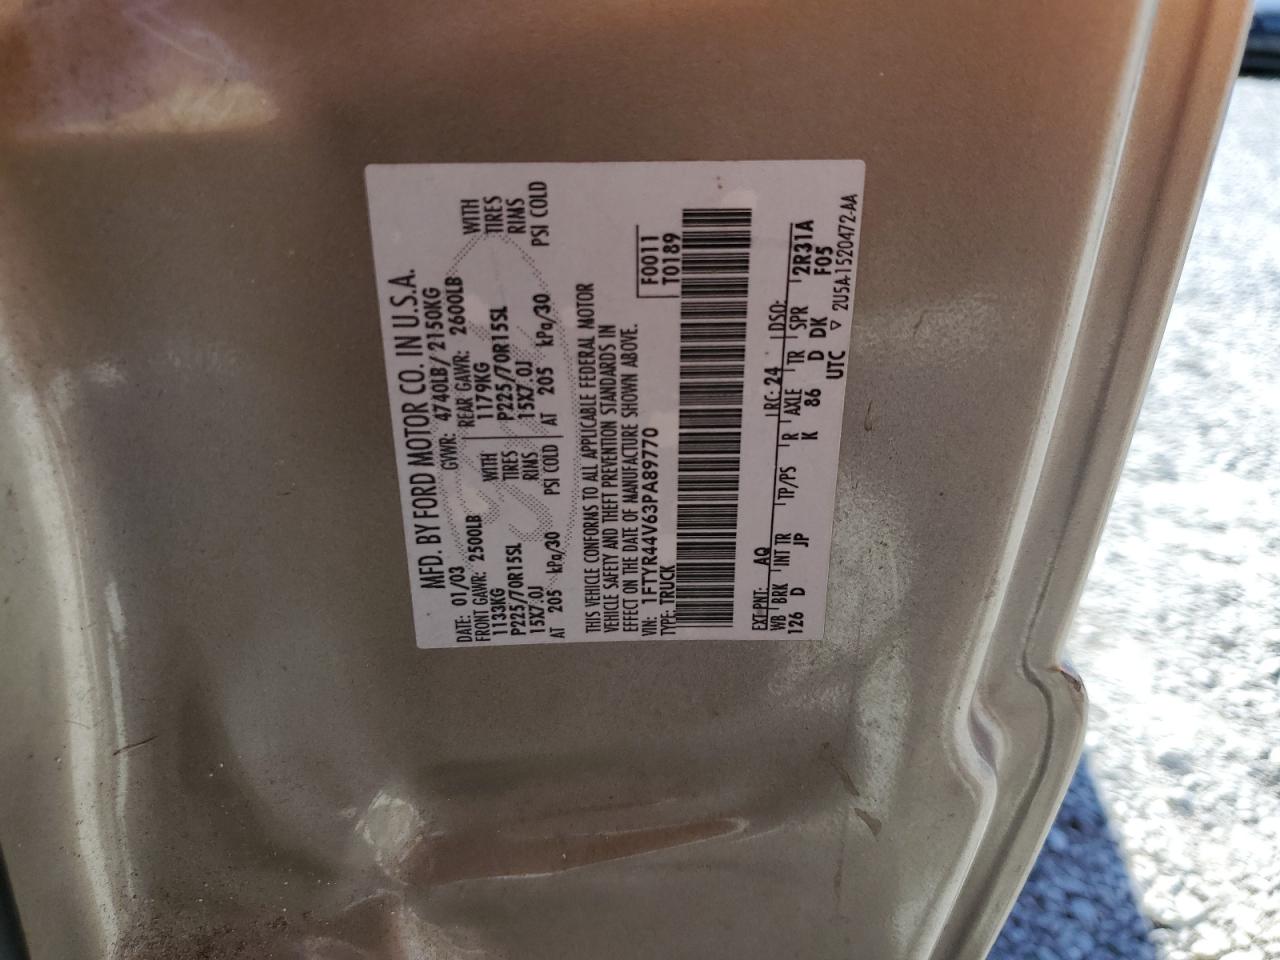 MFD. BY FORD MOTOR CO. IN U.S.A.
DATE: 01/03 GVWR: 4740LB/ 2150KG
FRONT GAWR: 2500LB REAR GAWR: 2600LB
1133KG WITH 1179KG WITH
P225/70R15SL TIRES P225/70R15SL TIRES
15X7.0J RIMS 15X7.0J RIMS
AT 205 kPa/30 PSI COLD AT 205 kPa/30 PSI COLD
THIS VEHICLE CONFORMS TO ALL APPLICABLE FEDERAL MOTOR
VEHICLE SAFETY AND THEFT PREVENTION STANDARDS IN
EFFECT ON THE DATE OF MANUFACTURE SHOWN ABOVE.
VIN: 1FTYR44V63PA89770 F0011
TYPE: TRUCK T0189
EXT PNT: AQ RC: 24 DSO:
WB BRK INT TR TP/PS R AXLE TR SPR 2R31A
126 D JP K 86 D DK F05
UTC ▽ 2U5A-1520472-AA